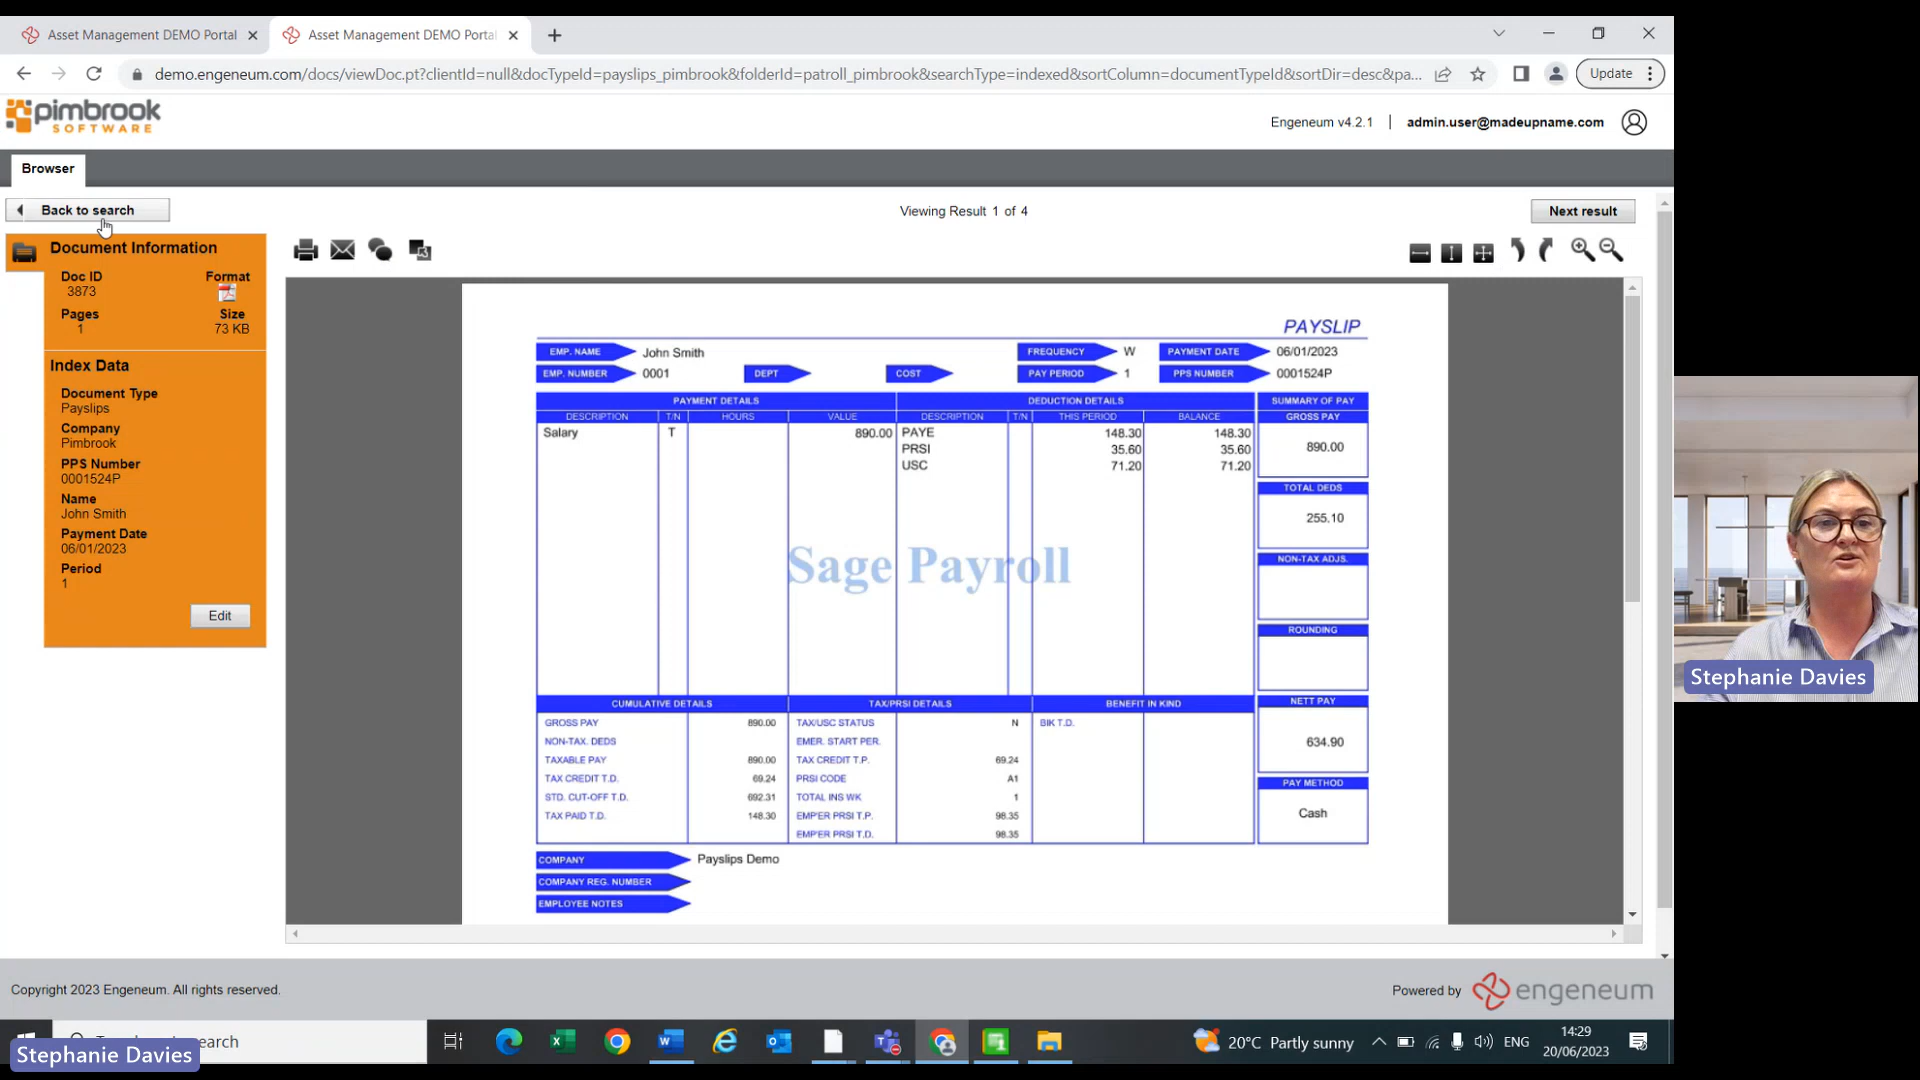 Asset Management DEMO Portal
Asset Management DEMO Portal
demo.engeneum.com/docs/viewDoc.pt?clientId=null&docTypeId=payslips_pimbrook&folderId=patroll_pimbrook&searchType=indexed&sortColumn=documentTypeId&sortDir=desc&pa...
Update
pimbrook
SOFTWARE
Engeneum v4.2.1 | admin.user@madeupname.com
Browser
Back to search
Viewing Result 1 of 4
Next result
Document Information
Doc ID Format
3873
Pages Size
1 73 KB
Index Data
Document Type
Payslips
Company
Pimbrook
PPS Number
0001524P
Name
John Smith
Payment Date
06/01/2023
Period
1
Edit
PAYSLIP
EMP. NAME John Smith FREQUENCY W PAYMENT DATE 06/01/2023
EMP. NUMBER 0001 DEPT COST PAY PERIOD 1 PPS NUMBER 0001524P
PAYMENT DETAILS DEDUCTION DETAILS SUMMARY OF PAY
DESCRIPTION T/N HOURS VALUE DESCRIPTION T/N THIS PERIOD BALANCE GROSS PAY
Salary T 890.00 PAYE 148.30 148.30
PRSI 35.60 35.60 890.00
USC 71.20 71.20
TOTAL DEDS
255.10
NON-TAX ADJS.
Sage Payroll
ROUNDING
CUMULATIVE DETAILS TAX/PRSI DETAILS BENEFIT IN KIND NETT PAY
GROSS PAY 890.00 TAX/USC STATUS N BIK T.D.
NON-TAX. DEDS EMER. START PER. 634.90
TAXABLE PAY 890.00 TAX CREDIT T.P. 69.24
TAX CREDIT T.D. 69.24 PRSI CODE A1 PAY METHOD
STD. CUT-OFF T.D. 692.31 TOTAL INS WK 1
TAX PAID T.D. 148.30 EMP'ER PRSI T.P. 98.35 Cash
EMP'ER PRSI T.D. 98.35
COMPANY Payslips Demo
COMPANY REG. NUMBER
EMPLOYEE NOTES
Stephanie Davies
Copyright 2023 Engeneum. All rights reserved.
Powered by engeneum
20°C Partly sunny
ENG
14:29
20/06/2023
Stephanie Davies